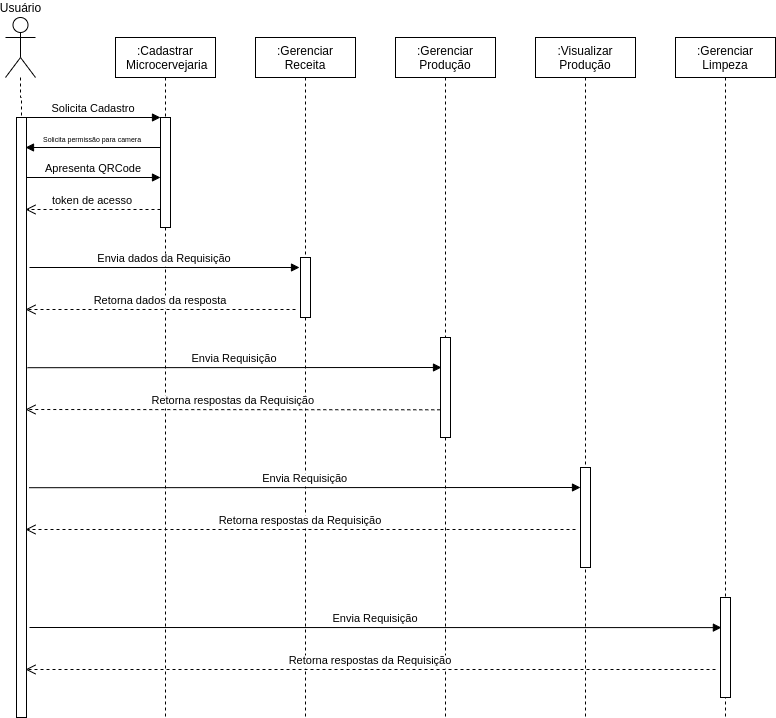 Usuário
:Cadastrar
Microcervejaria
:Gerenciar
Receita
:Gerenciar
Produção
:Visualizar
Produção
:Gerenciar
Limpeza
Solicita Cadastro
Solicita permissão para camera
Apresenta QRCode
token de acesso
Envia dados da Requisição
Retorna dados da resposta
Envia Requisição
Retorna respostas da Requisição
Envia Requisição
Retorna respostas da Requisição
Envia Requisição
Retorna respostas da Requisição